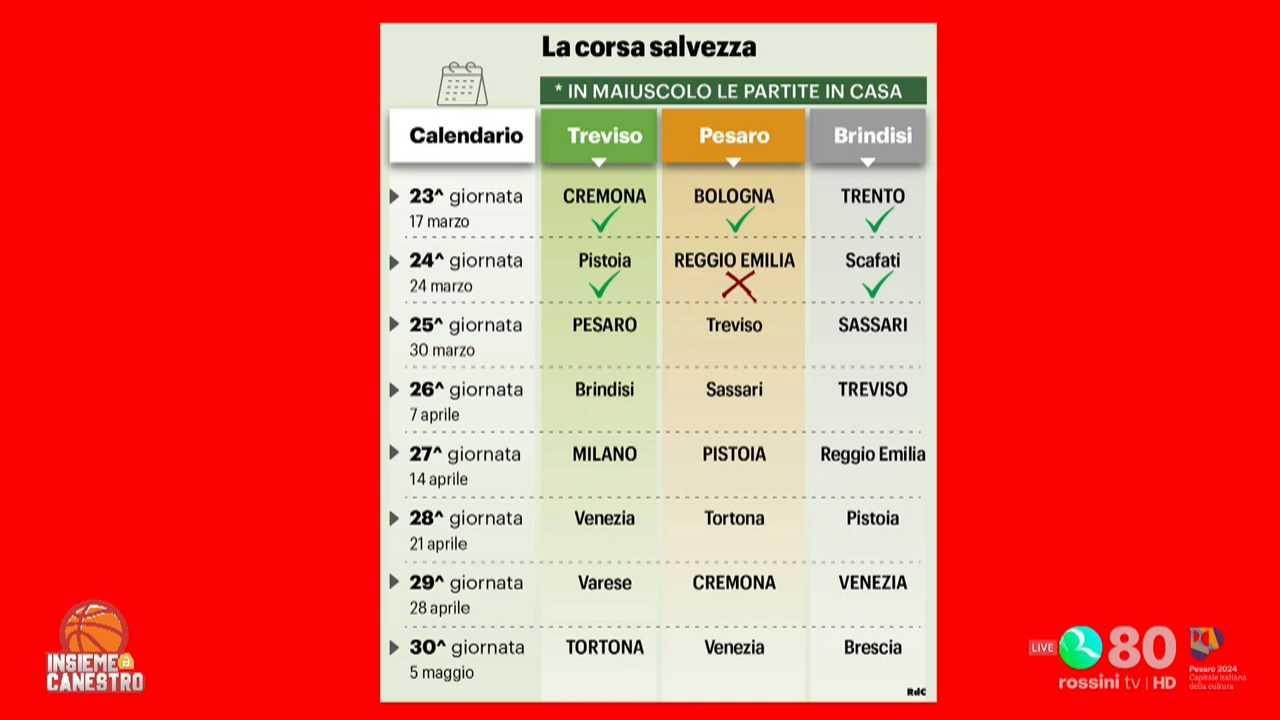 La corsa salvezza
* IN MAIUSCOLO LE PARTITE IN CASA
Calendario Treviso Pesaro Brindisi
23^ giornata CREMONA BOLOGNA TRENTO
17 marzo
24^ giornata Pistoia REGGIO EMILIA Scafati
24 marzo
25^ giornata PESARO Treviso SASSARI
30 marzo
26^ giornata Brindisi Sassari TREVISO
7 aprile
27^ giornata MILANO PISTOIA Reggio Emilia
14 aprile
28^ giornata Venezia Tortona Pistoia
21 aprile
29^ giornata Varese CREMONA VENEZIA
28 aprile
30^ giornata TORTONA Venezia Brescia
5 maggio
RdC
INSIEME a
CANESTRO
LIVE 80
rossini tv | HD
Pesaro 2024
Capitale italiana
della cultura